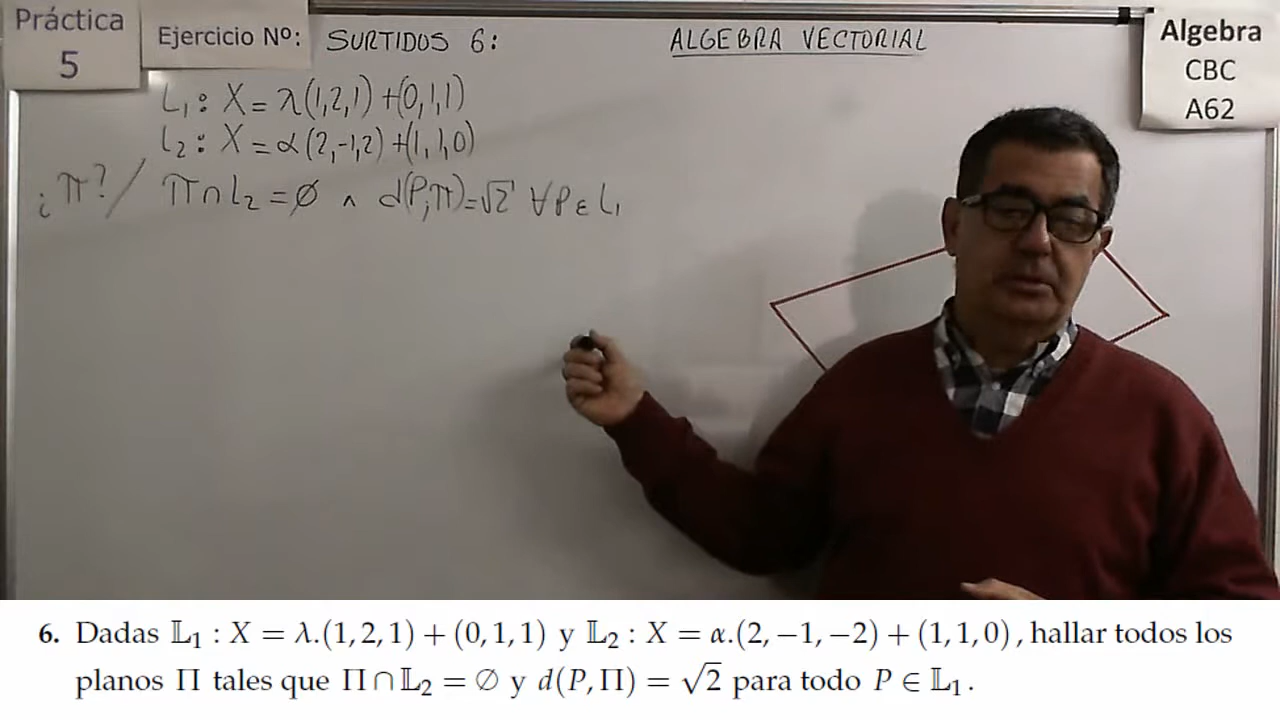 Práctica
5
Ejercicio Nº: SURTIDOS 6:
ALGEBRA VECTORIAL
Algebra
CBC
A62
L₁: X = λ(1,2,1) + (0,1,1)
L₂: X = α(2,-1,2) + (1,1,0)
¿π?/ π∩L₂ = ∅ ∧ d(P,π)=√2 ∀P ε L₁
6. Dadas 𝕃₁ : X = λ.(1, 2, 1) + (0, 1, 1) y 𝕃₂ : X = α.(2, −1, −2) + (1, 1, 0) , hallar todos los
planos Π tales que Π ∩ 𝕃₂ = ∅ y d(P, Π) = √2 para todo P ∈ 𝕃₁ .